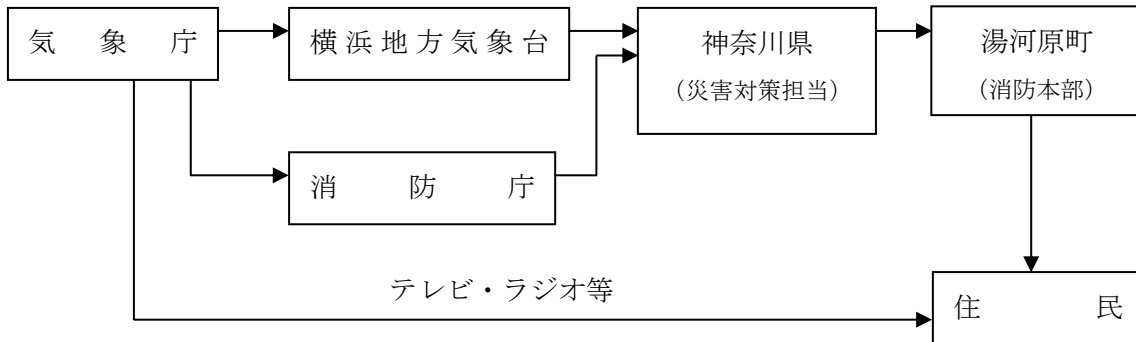 気象庁
横浜地方気象台
神奈川県
（災害対策担当）
湯河原町
（消防本部）
消防庁
テレビ・ラジオ等
住民